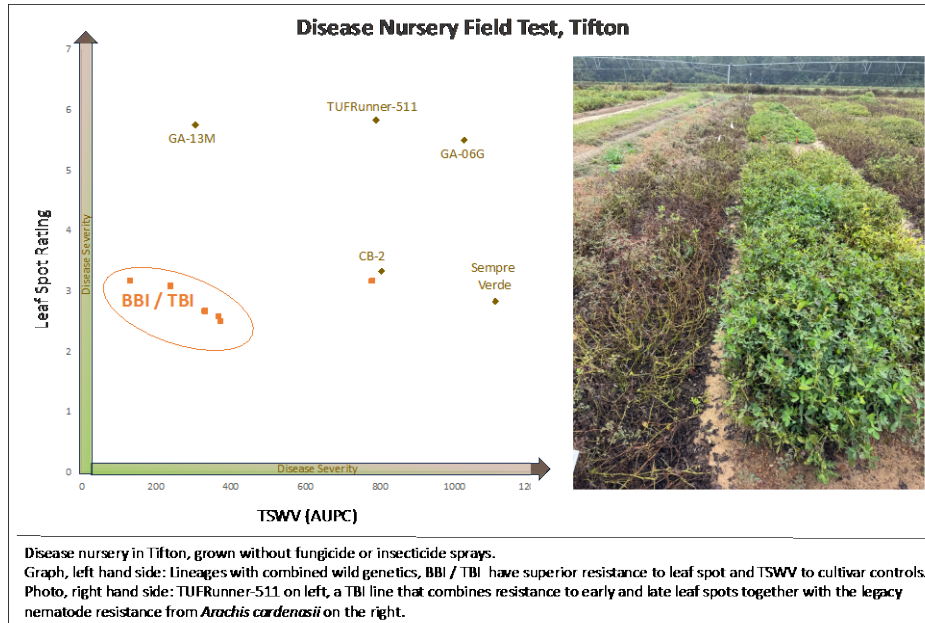 Disease Nursery Field Test, Tifton
7
6
5
4
3
2
1
0
Leaf Spot Rating
Disease Severity
TUFRunner-511
GA-13M
GA-06G
CB-2
Sempre
Verde
BBI / TBI
Disease Severity
0 200 400 600 800 1000 12
TSWV (AUPC)
Disease nursery in Tifton, grown without fungicide or insecticide sprays.
Graph, left hand side: Lineages with combined wild genetics, BBI / TBI have superior resistance to leaf spot and TSWV to cultivar controls.
Photo, right hand side: TUFRunner-511 on left, a TBI line that combines resistance to early and late leaf spots together with the legacy
nematode resistance from Arachis cardenasii on the right.